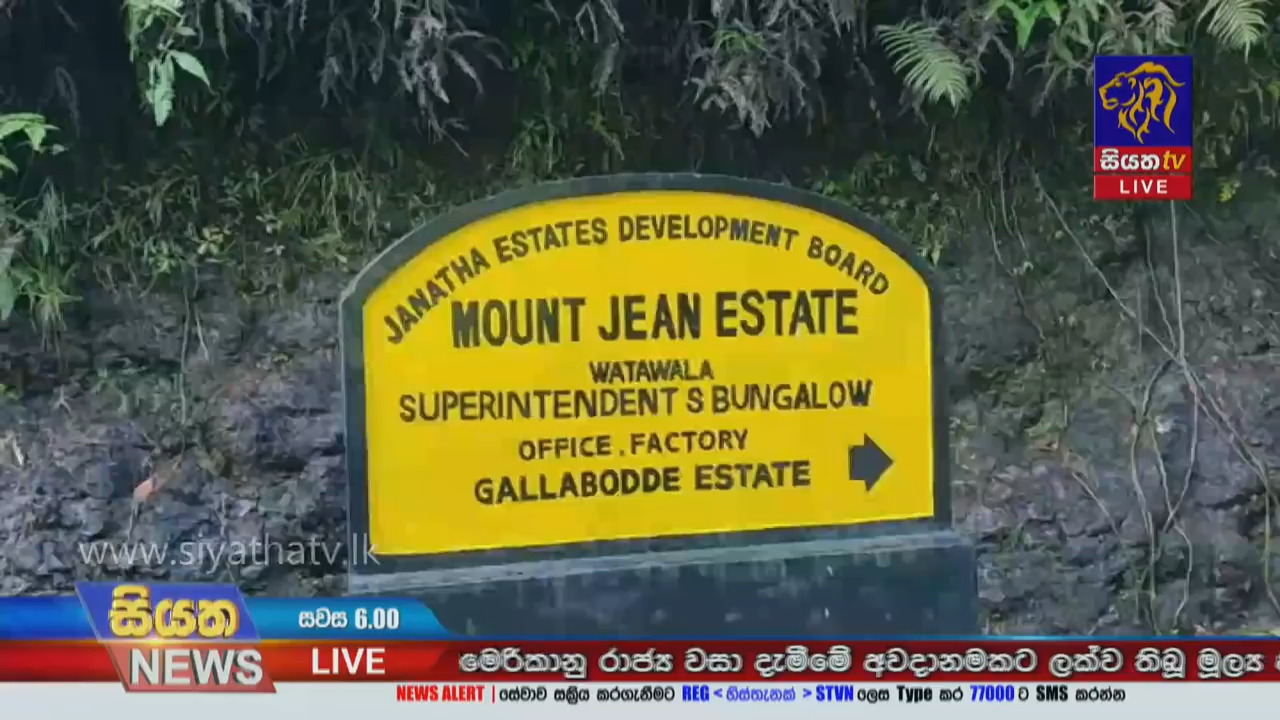 සියත tv
LIVE
JANATHA ESTATES DEVELOPMENT BOARD
MOUNT JEAN ESTATE
WATAWALA
SUPERINTENDENT S BUNGALOW
OFFICE . FACTORY
GALLABODDE ESTATE
www.siyathatv.lk
සියත සවස 6.00
NEWS LIVE මෙරිකානු රාජ්‍ය වසා දැමීමේ අවදානමකට ලක්ව තිබූ මූල්‍ය
NEWS ALERT | සේවාව සක්‍රිය කරගැනීමට REG < හිස්තැනක් > STVN ලෙස Type කර 77000 ට SMS කරන්න